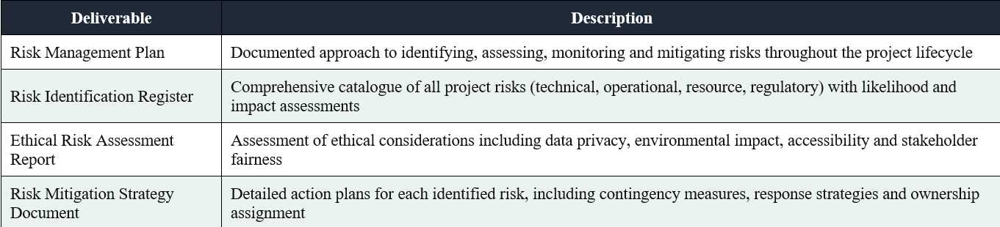 Deliverable
Description
Risk Management Plan
Documented approach to identifying, assessing, monitoring and mitigating risks throughout the project lifecycle
Risk Identification Register
Comprehensive catalogue of all project risks (technical, operational, resource, regulatory) with likelihood and
impact assessments
Ethical Risk Assessment
Report
Assessment of ethical considerations including data privacy, environmental impact, accessibility and stakeholder
fairness
Risk Mitigation Strategy
Document
Detailed action plans for each identified risk, including contingency measures, response strategies and ownership
assignment